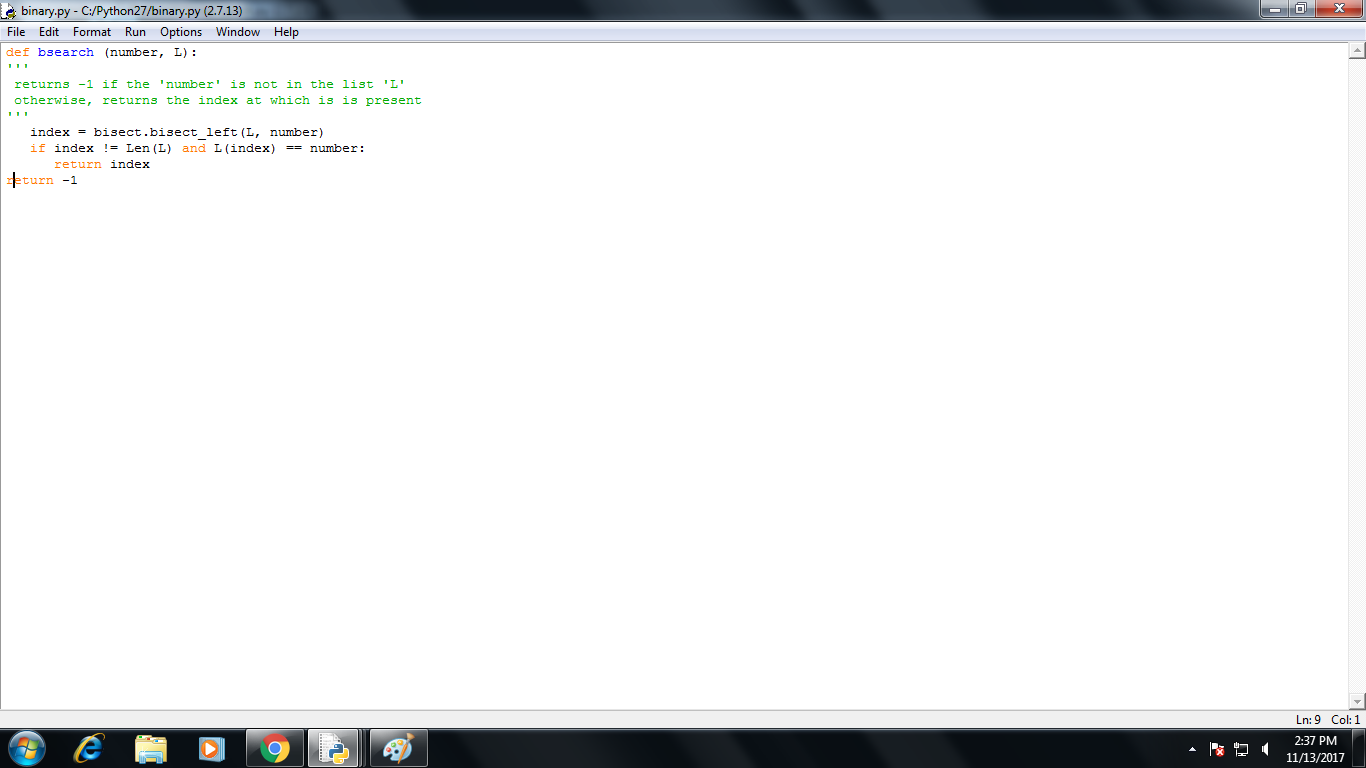 binary.py - C:/Python27/binary.py (2.7.13)
File Edit Format Run Options Window Help
def bsearch (number, L):
'''
 returns -1 if the 'number' is not in the list 'L'
 otherwise, returns the index at which is is present
'''
   index = bisect.bisect_left(L, number)
   if index != Len(L) and L(index) == number:
      return index
return -1
Ln: 9 Col: 1
2:37 PM
11/13/2017